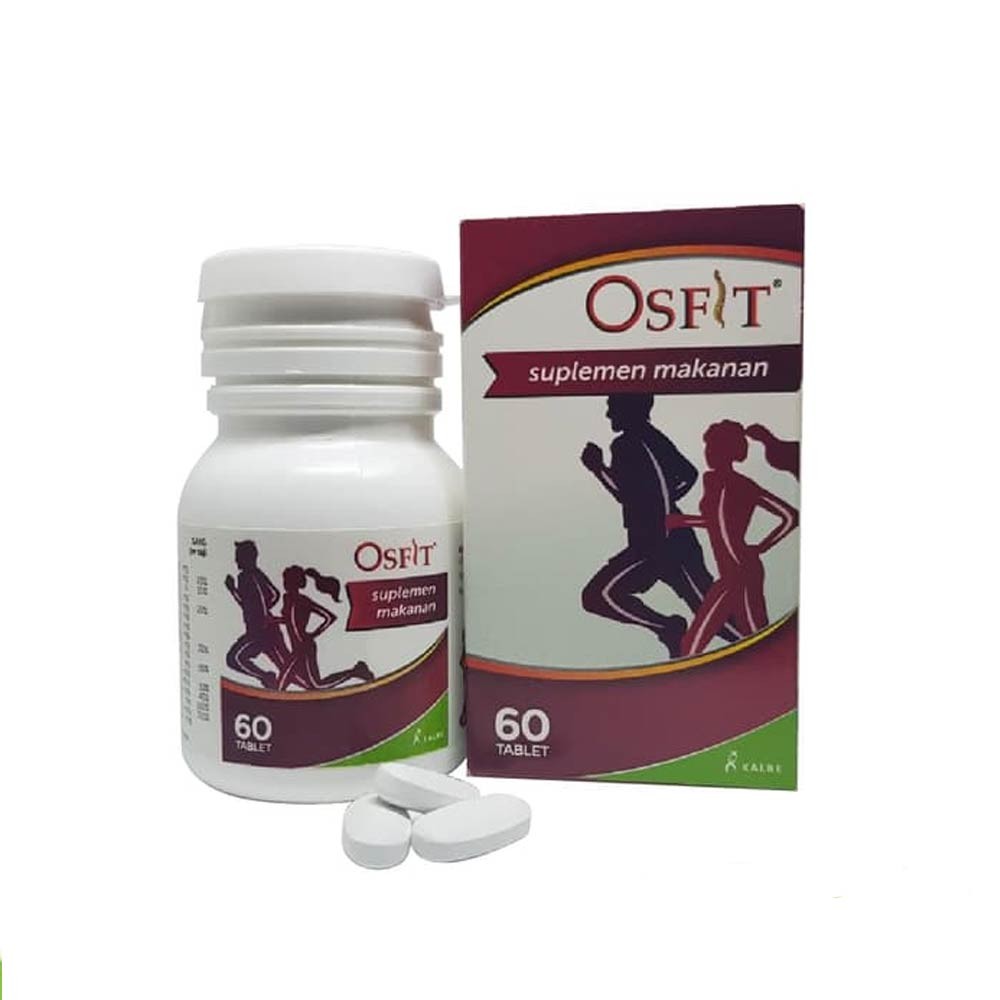 OSFIT®
suplemen
makanan
60
TABLET
KALBE
OSFIT®
suplemen makanan
60
TABLET
KALBE